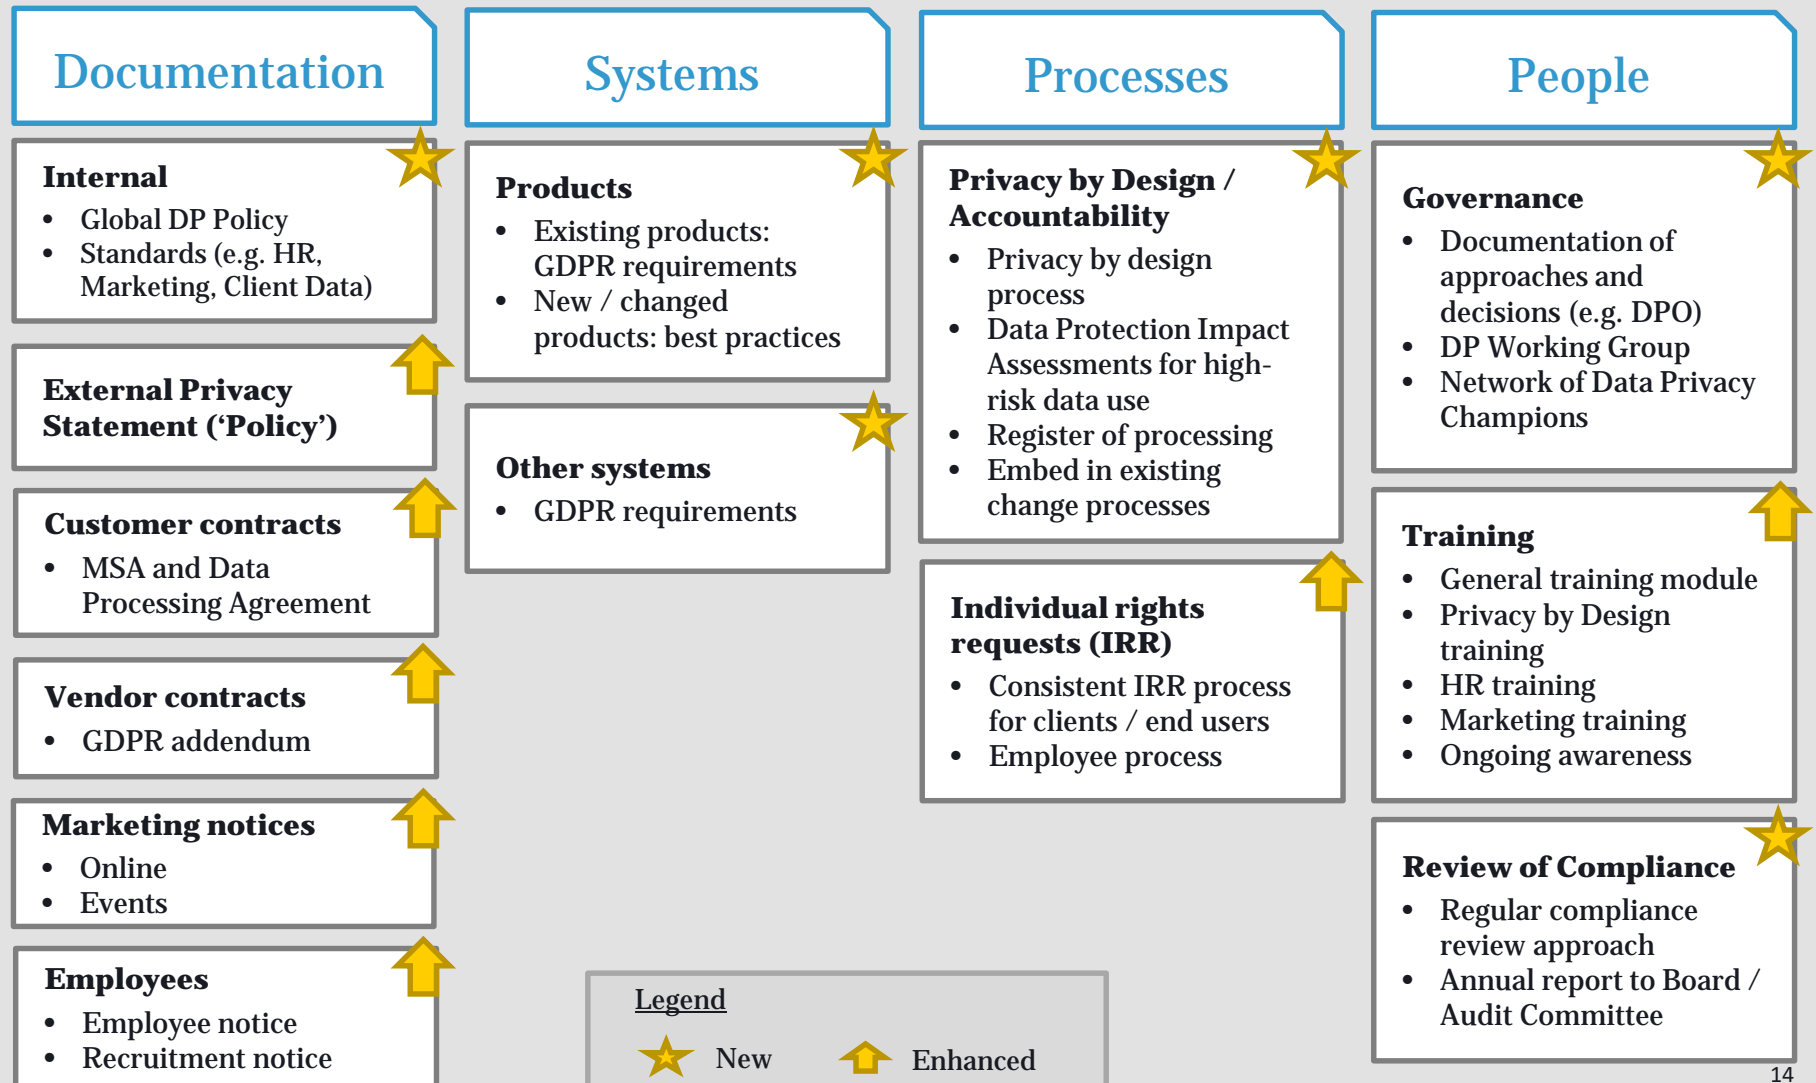 Documentation
Internal
• Global DP Policy
• Standards (e.g. HR,
Marketing, Client Data)
External Privacy
Statement (‘Policy’)
Customer contracts
• MSA and Data
Processing Agreement
Vendor contracts
• GDPR addendum
Marketing notices
• Online
• Events
Employees
• Employee notice
• Recruitment notice
Systems
Products
• Existing products:
GDPR requirements
• New / changed
products: best practices
Other systems
• GDPR requirements
Processes
Privacy by Design /
Accountability
• Privacy by design
process
• Data Protection Impact
Assessments for high-
risk data use
• Register of processing
• Embed in existing
change processes
Individual rights
requests (IRR)
• Consistent IRR process
for clients / end users
• Employee process
People
Governance
• Documentation of
approaches and
decisions (e.g. DPO)
• DP Working Group
• Network of Data Privacy
Champions
Training
• General training module
• Privacy by Design
training
• HR training
• Marketing training
• Ongoing awareness
Review of Compliance
• Regular compliance
review approach
• Annual report to Board /
Audit Committee
Legend
New
Enhanced
14